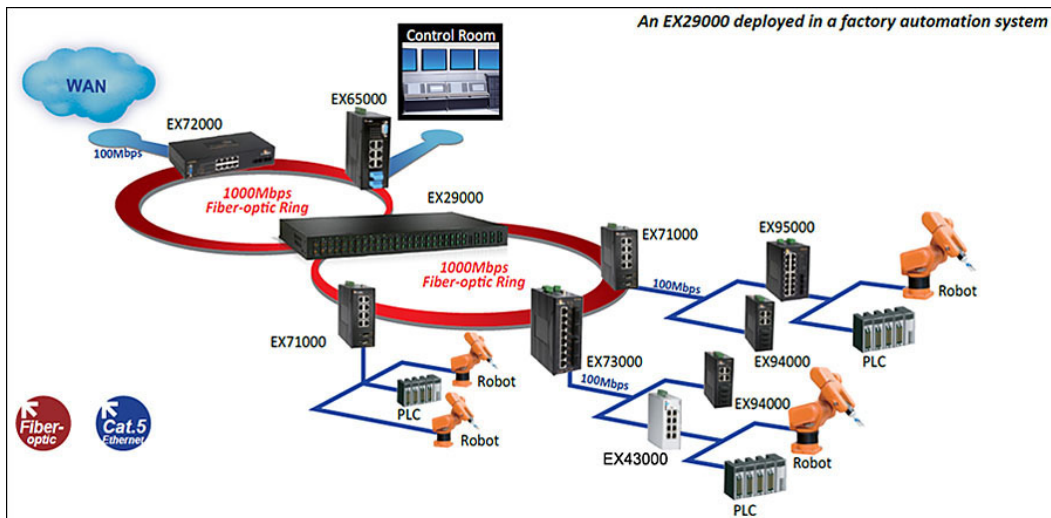 An EX29000 deployed in a factory automation system
Control Room
WAN
EX65000
EX72000
100Mbps
1000Mbps
Fiber-optic Ring
EX29000
EX71000
EX95000
1000Mbps
Fiber-optic Ring
100Mbps
Robot
EX71000
EX73000
EX94000
PLC
100Mbps
Robot
PLC
EX94000
Robot
Fiber-
optic
Cat.5
Ethernet
EX43000
Robot
PLC